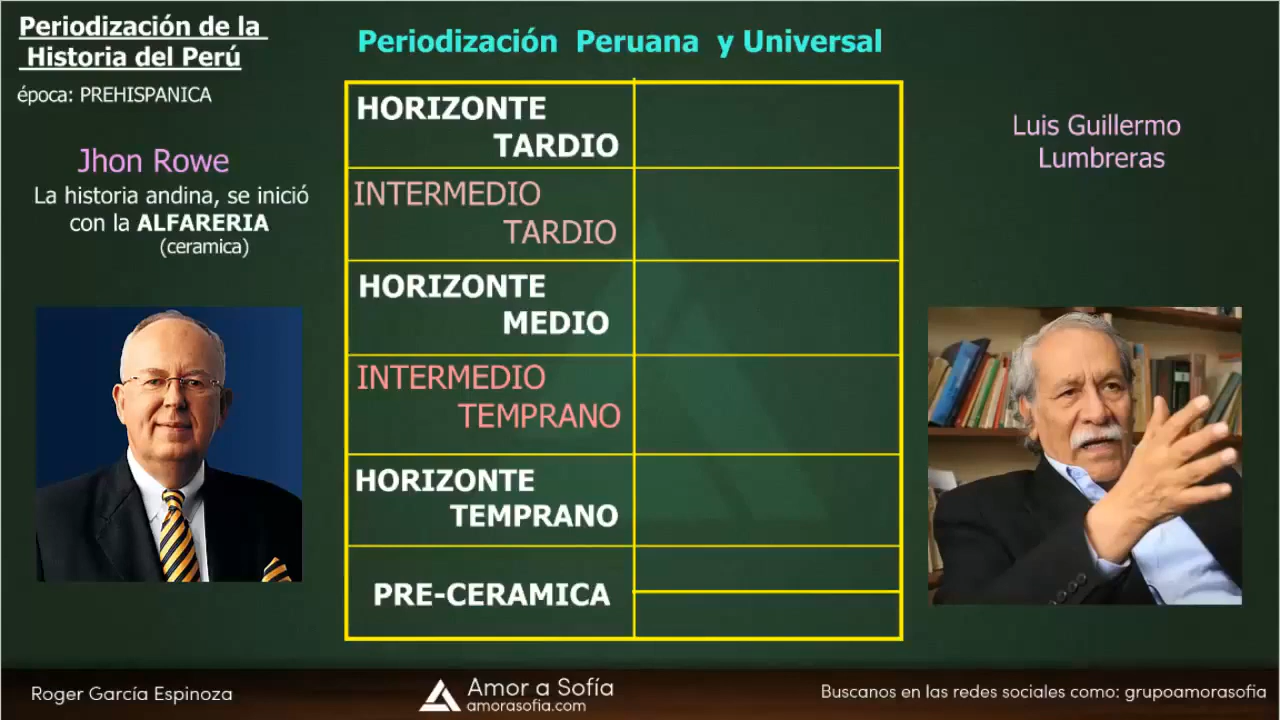 Periodización de la
Historia del Perú
época: PREHISPANICA
Periodización Peruana y Universal
Jhon Rowe
La historia andina, se inició
con la ALFARERIA
(ceramica)
HORIZONTE
TARDIO
INTERMEDIO
TARDIO
HORIZONTE
MEDIO
INTERMEDIO
TEMPRANO
HORIZONTE
TEMPRANO
PRE-CERAMICA
Luis Guillermo
Lumbreras
Roger García Espinoza
Amor a Sofía
amorasofia.com
Buscanos en las redes sociales como: grupoamorasofia